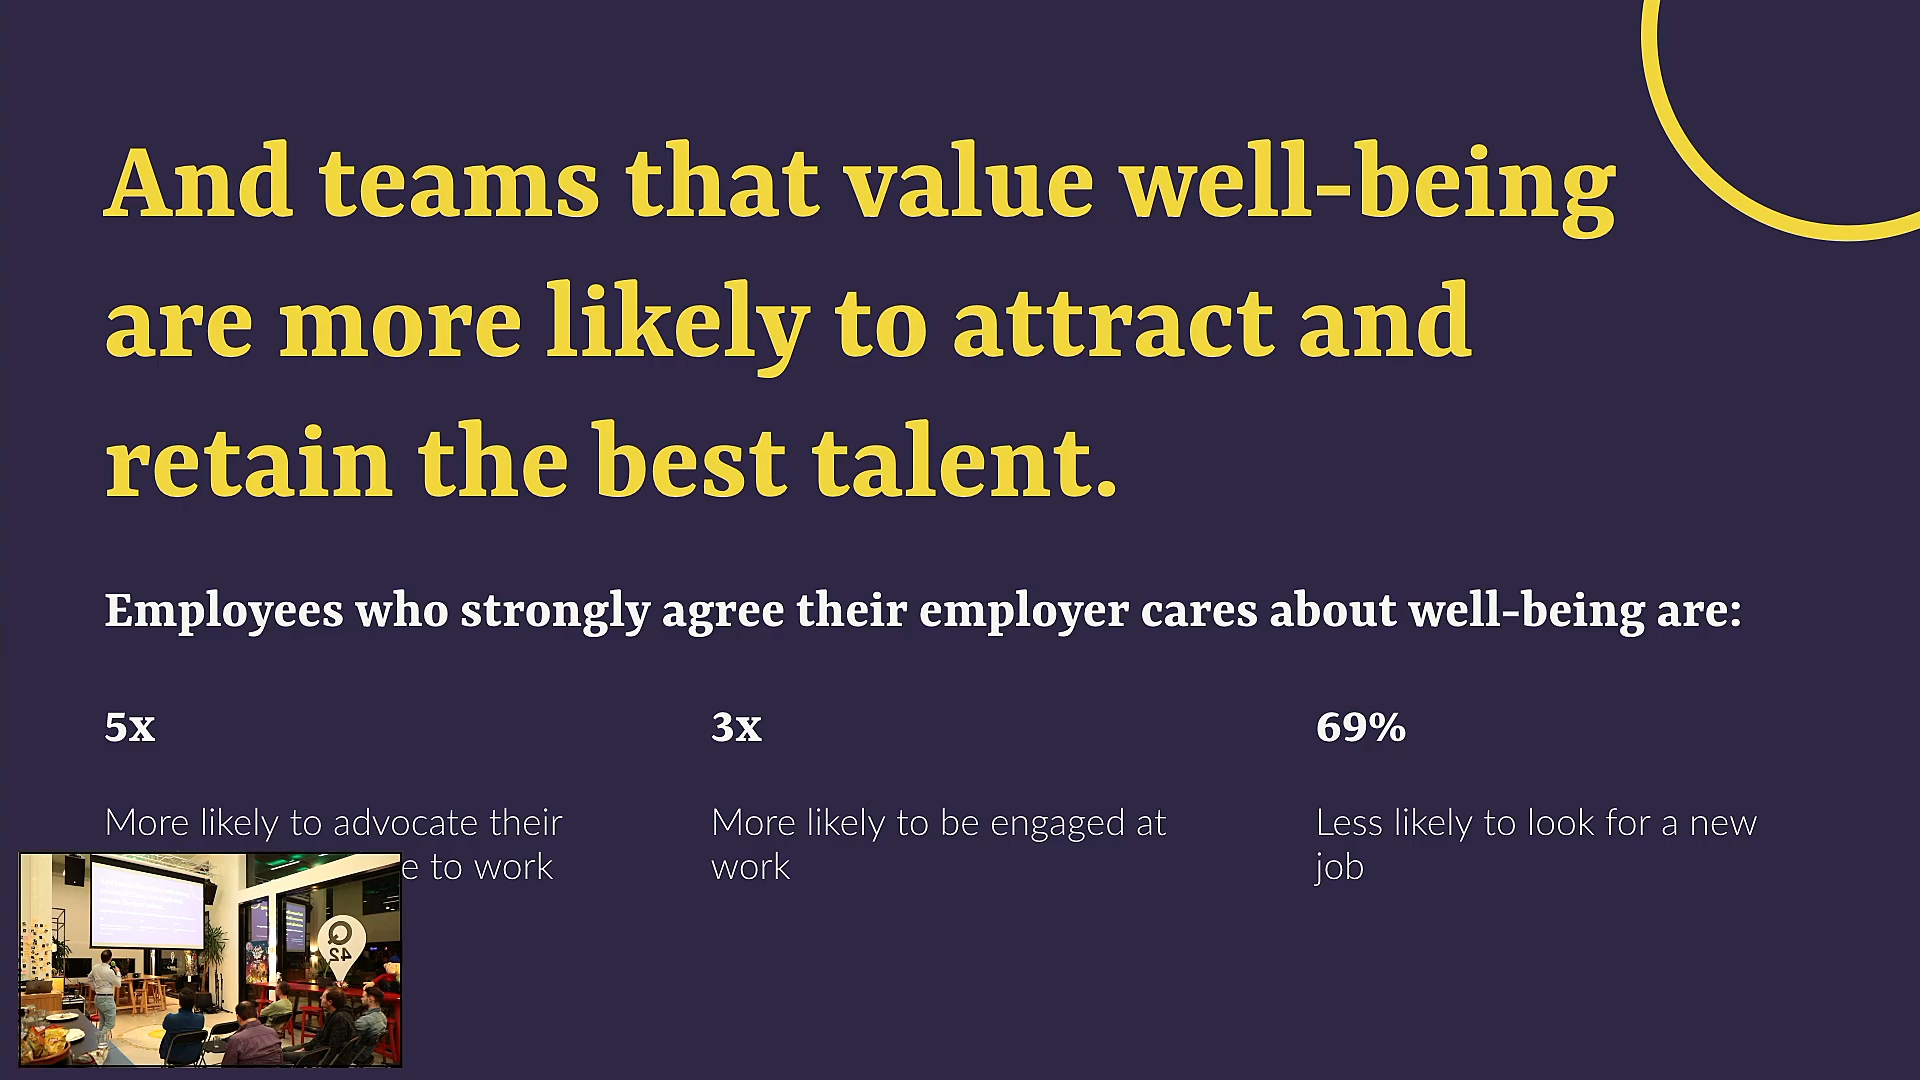 And teams that value well-being
are more likely to attract and
retain the best talent.
Employees who strongly agree their employer cares about well-being are:
5x
3x
69%
More likely to advocate their
e to work
More likely to be engaged at
work
Less likely to look for a new
job
Q
42